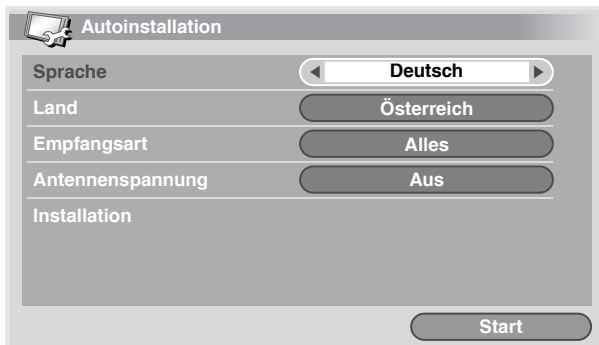 Autoinstallation
Sprache Deutsch
Land Österreich
Empfangsart Alles
Antennenspannung Aus
Installation
Start